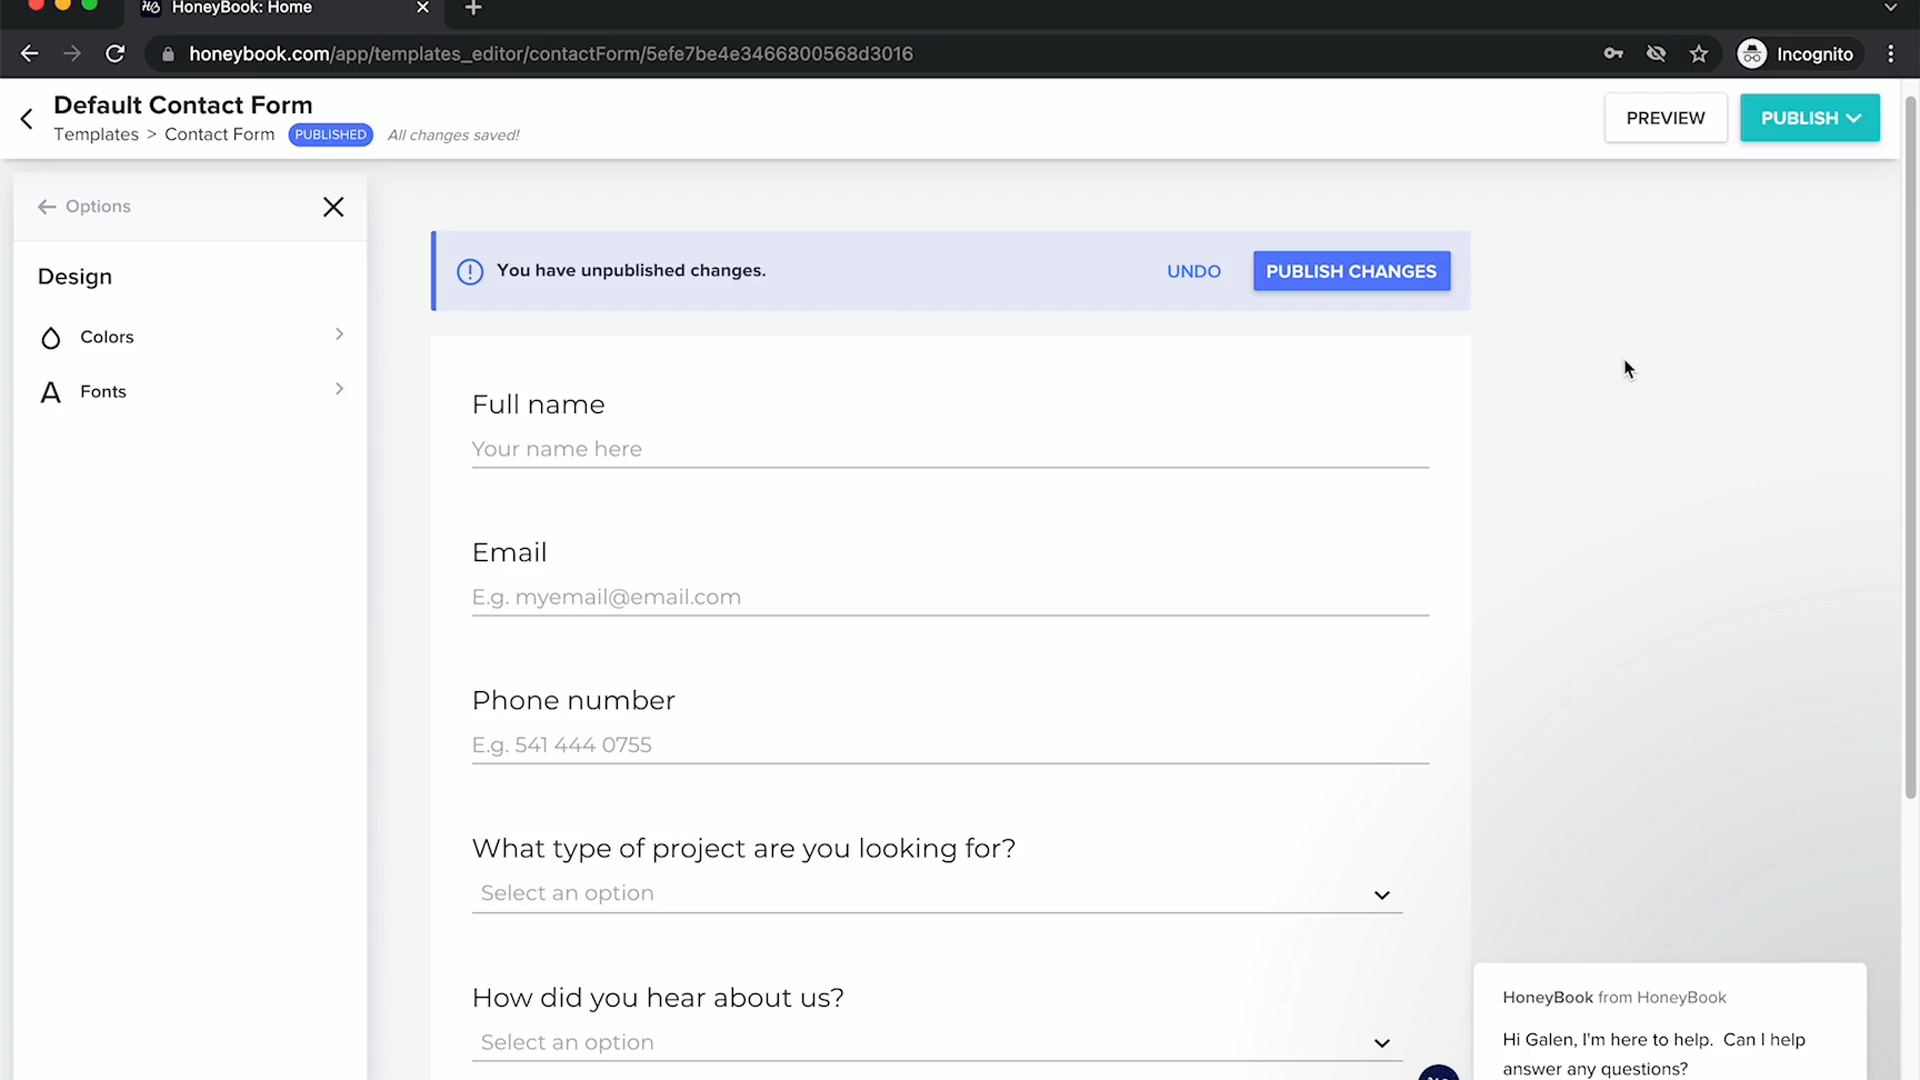 HoneyBook: Home
honeybook.com/app/templates_editor/contactForm/5efe7be4e3466800568d3016
Incognito
Default Contact Form
Templates > Contact Form PUBLISHED All changes saved!
PREVIEW
PUBLISH
Options
Design
Colors
Fonts
You have unpublished changes.
UNDO
PUBLISH CHANGES
Full name
Your name here
Email
E.g. myemail@email.com
Phone number
E.g. 541 444 0755
What type of project are you looking for?
Select an option
How did you hear about us?
Select an option
HoneyBook from HoneyBook
Hi Galen, I'm here to help. Can I help
answer any questions?